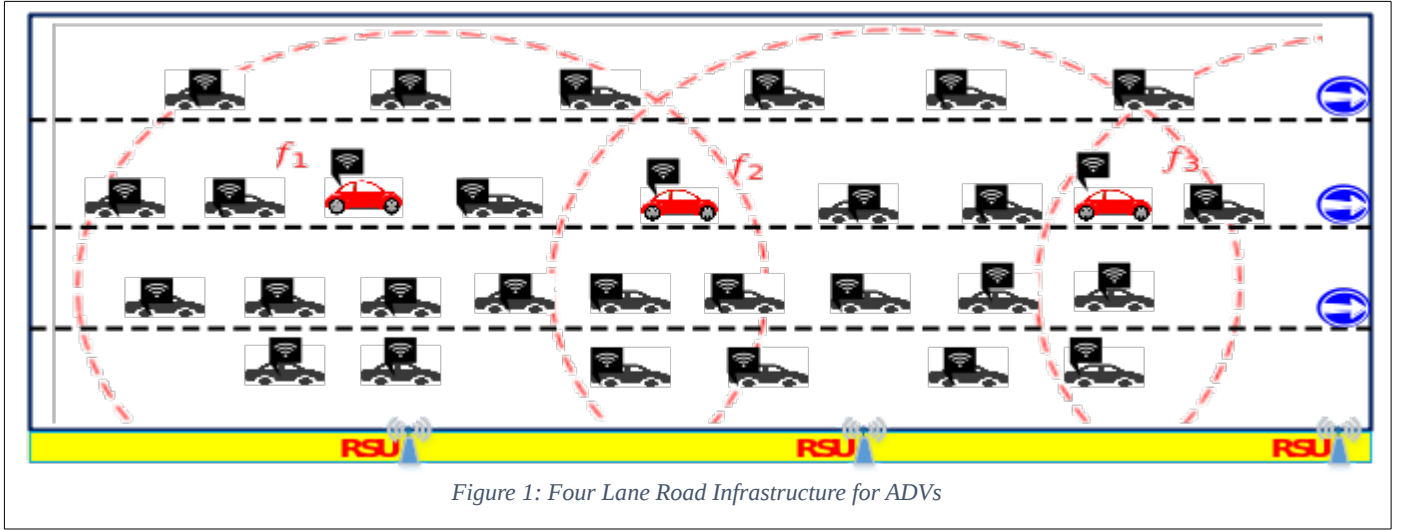 f1
f2
f3
RSU RSU RSU
Figure 1: Four Lane Road Infrastructure for ADVs